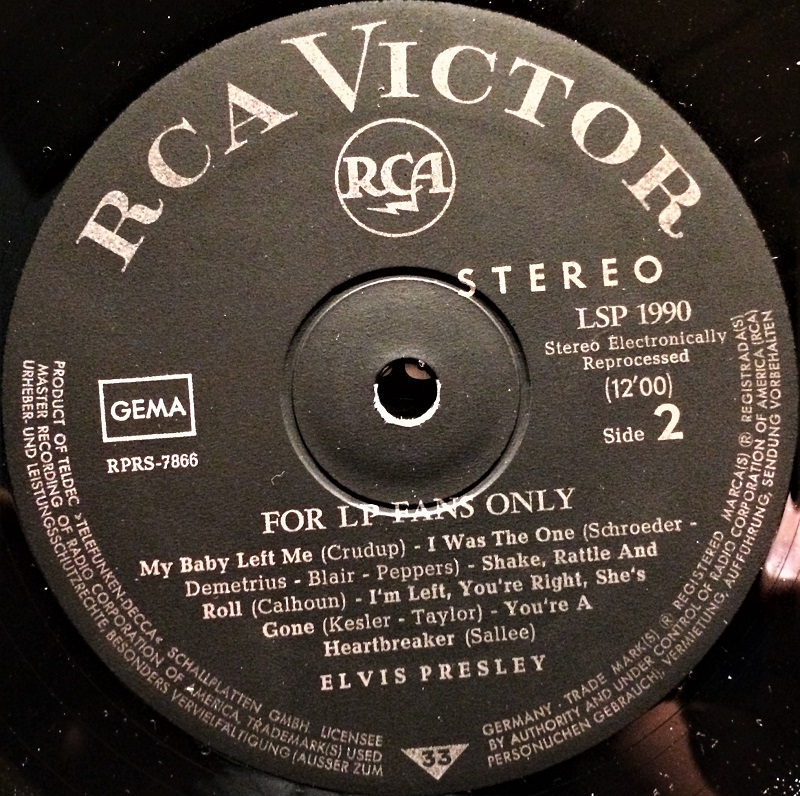 RCA VICTOR
RCA
STEREO
LSP 1990
Stereo Electronically
Reprocessed
(12'00)
Side 2
GEMA
RPRS-7866
FOR LP FANS ONLY
My Baby Left Me (Crudup) - I Was The One (Schroeder -
Demetrius - Blair - Peppers) - Shake, Rattle And
Roll (Calhoun) - I'm Left, You're Right, She's
Gone (Kesler - Taylor) - You're A
Heartbreaker (Sallee)
ELVIS PRESLEY
33
PRODUCT OF TELDEC »TELEFUNKEN-DECCA« SCHALLPLATTEN GMBH. LICENSEE
MASTER RECORDING OF RADIO CORPORATION OF AMERICA. TRADEMARK(S) USED
URHEBER- UND LEISTUNGSSCHUTZRECHTE BESONDERS VERVIELFÄLTIGUNG (AUSSER ZUM
GERMANY - TRADE MARK(S) ® REGISTERED MARCA(S) ® REGISTRADA(S)
BY AUTHORITY AND UNDER CONTROL OF RADIO CORPORATION OF AMERICA (RCA)
PERSÖNLICHEN GEBRAUCH), VERMIETUNG, AUFFÜHRUNG, SENDUNG VORBEHALTEN